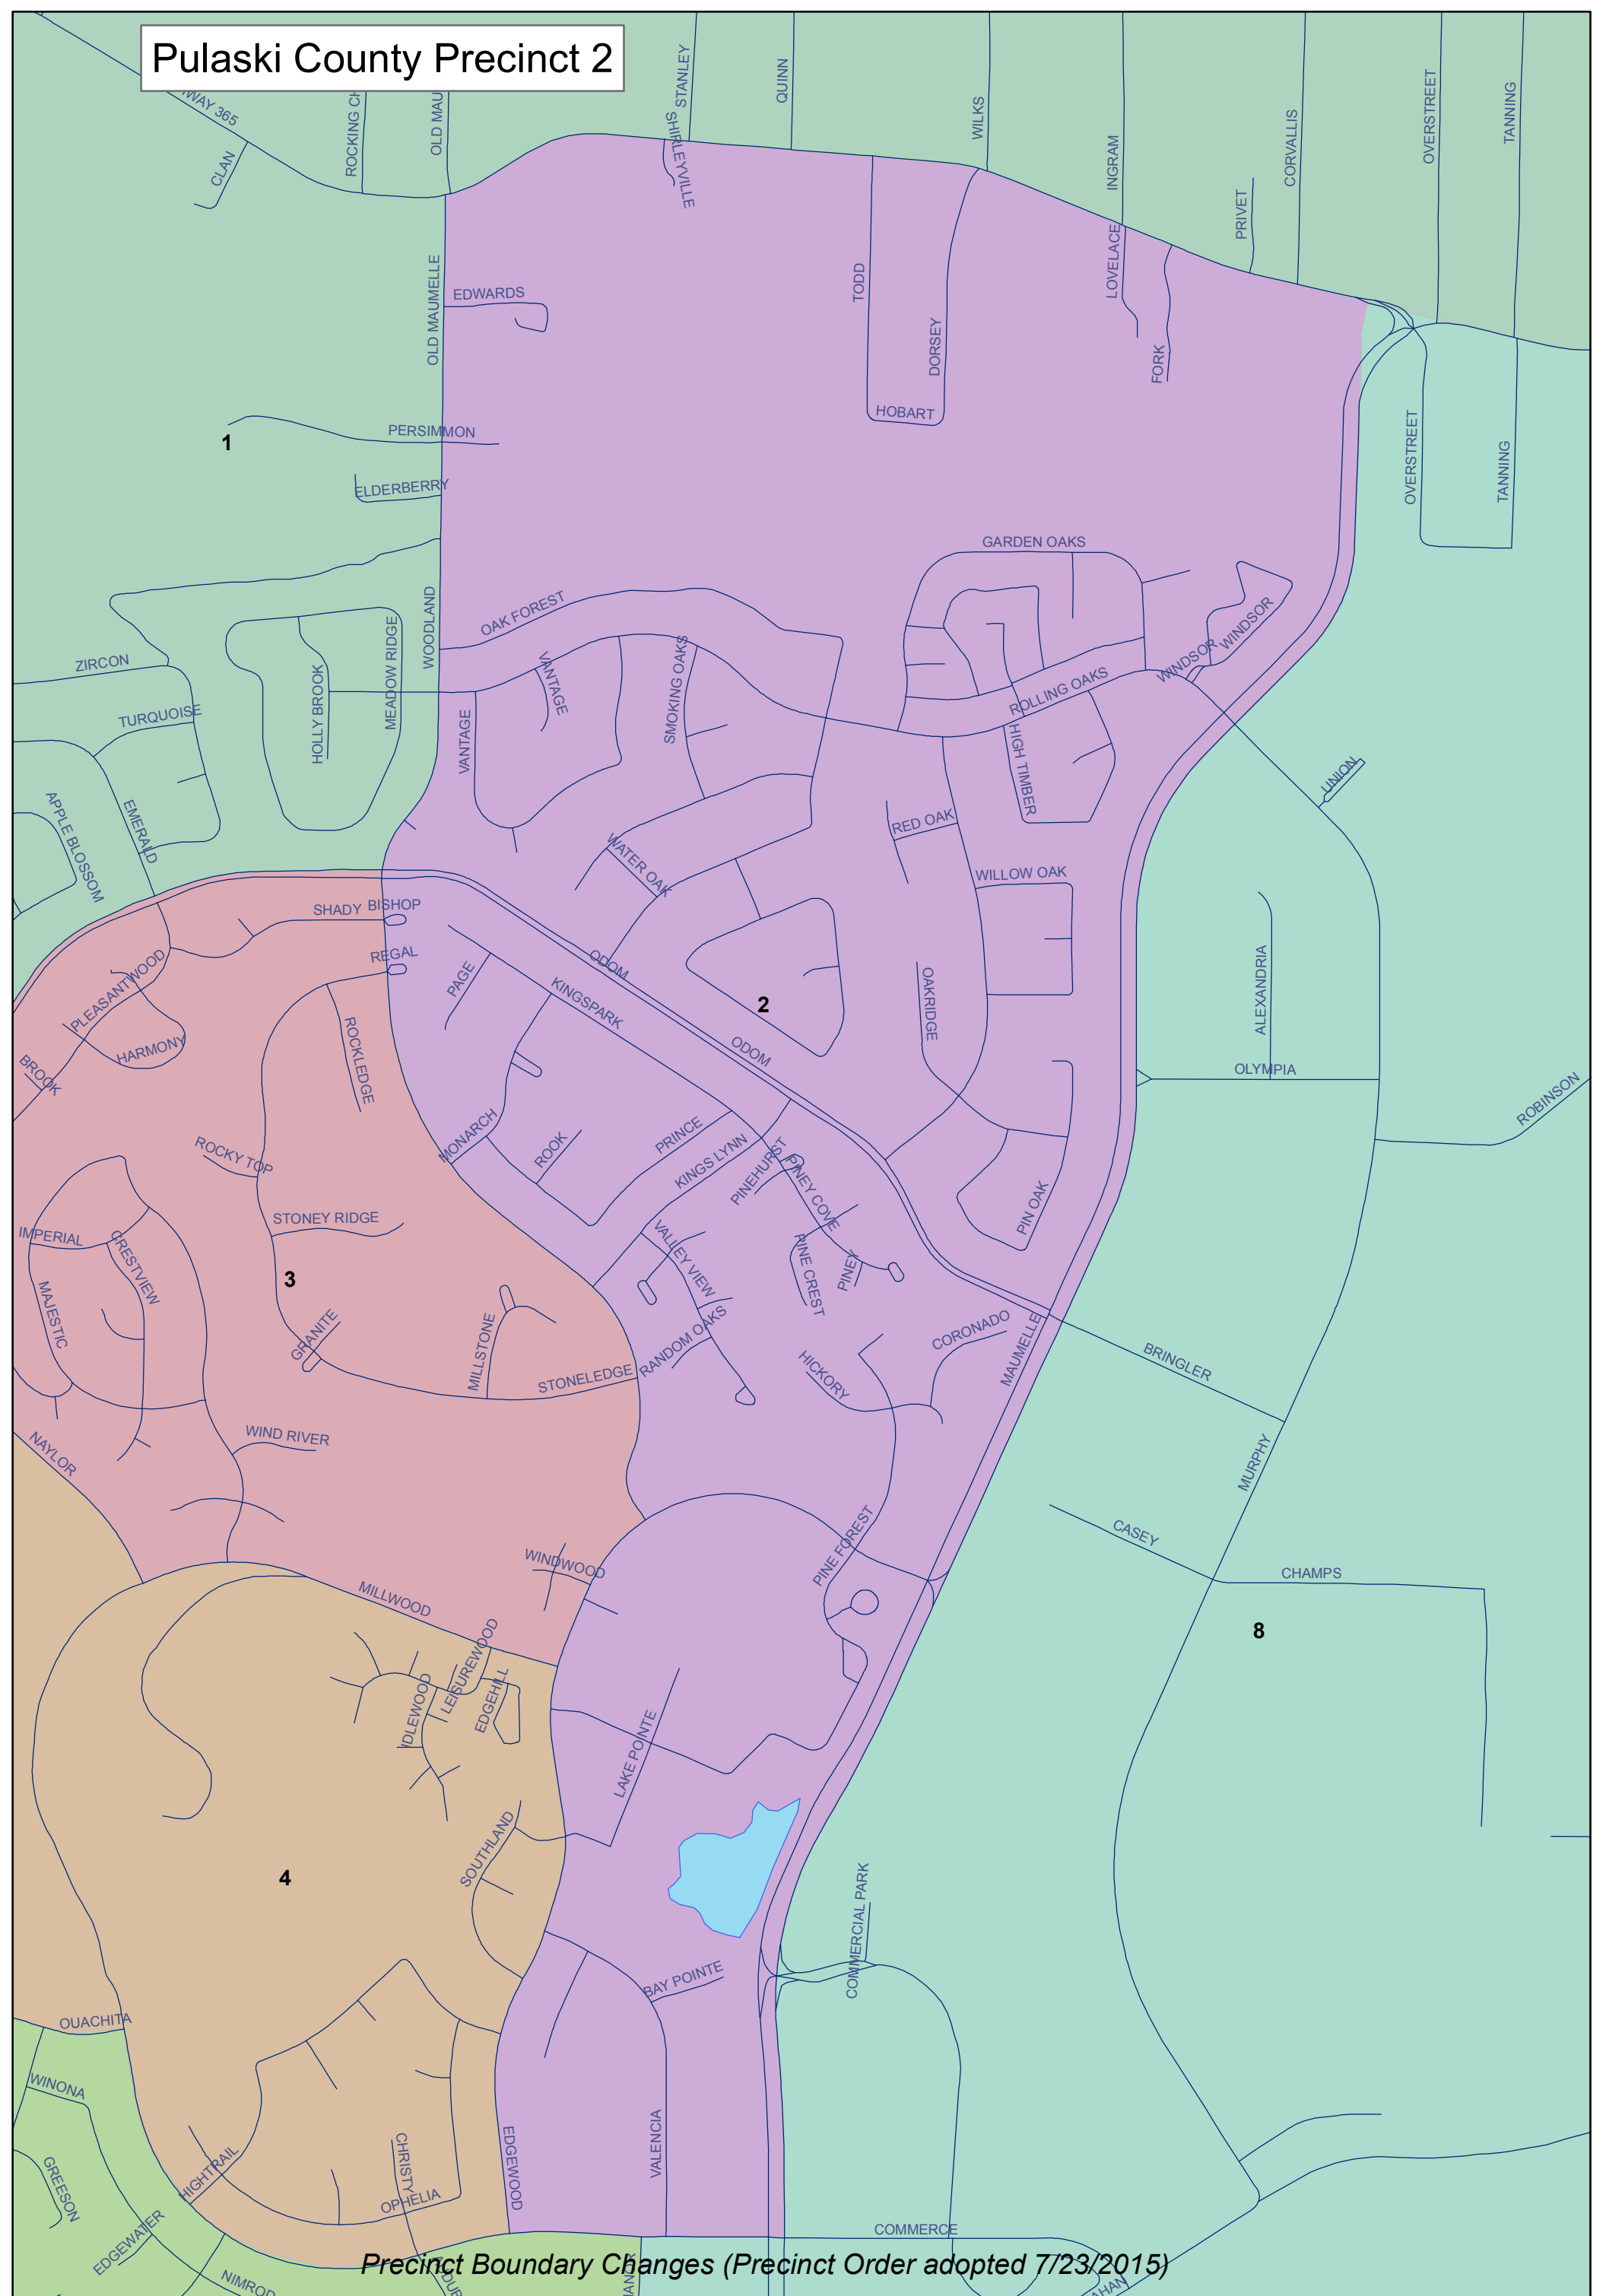 Pulaski County Precinct 2
STANLEY
QUINN
WILKS
INGRAM
CORVALLIS
OVERSTREET
TANNING
CLAN
SHIRLEYVILLE
PRIVET
LOVELACE
TODD
DORSEY
FORK
HOBART
OLD MAUMELLE
EDWARDS
1
PERSIMMON
ELDERBERRY
OVERSTREET
TANNING
GARDEN OAKS
OAK FOREST
WOODLAND
MEADOW RIDGE
HOLLY BROOK
ZIRCON
TURQUOISE
EMERALD
APPLE BLOSSOM
VANTAGE
VANTAGE
SMOKING OAKS
ROLLING OAKS
WINDSOR
WINDSOR
HIGH TIMBER
UNION
RED OAK
WATER OAK
WILLOW OAK
SHADY
BISHOP
REGAL
PLEASANTWOOD
HARMONY
BROOK
ROCKLEDGE
PAGE
KINGSPARK
ODOM
2
ODOM
OAKRIDGE
ALEXANDRIA
OLYMPIA
ROBINSON
ROCKY TOP
MONARCH
ROOK
PRINCE
KINGS LYNN
PINEHURST
PINEY COVE
PIN OAK
STONEY RIDGE
IMPERIAL
CRESTVIEW
MAJESTIC
3
GRANITE
MILLSTONE
STONELEDGE
VALLEY VIEW
RANDOM OAKS
PINE CREST
PINEY
CORONADO
HICKORY
MAUMELLE
BRINGLER
MURPHY
NAYLOR
WIND RIVER
CASEY
CHAMPS
WINDWOOD
PINE FOREST
MILLWOOD
8
LEISUREWOOD
IDLEWOOD
EDGEHILL
LAKE POINTE
SOUTHLAND
4
COMMERCIAL PARK
BAY POINTE
OUACHITA
WINONA
GREESON
EDGEWATER
HIGHTRAIL
CHRISTY
OPHELIA
EDGEWOOD
VALENCIA
COMMERCE
Precinct Boundary Changes (Precinct Order adopted 7/23/2015)
NIMROD